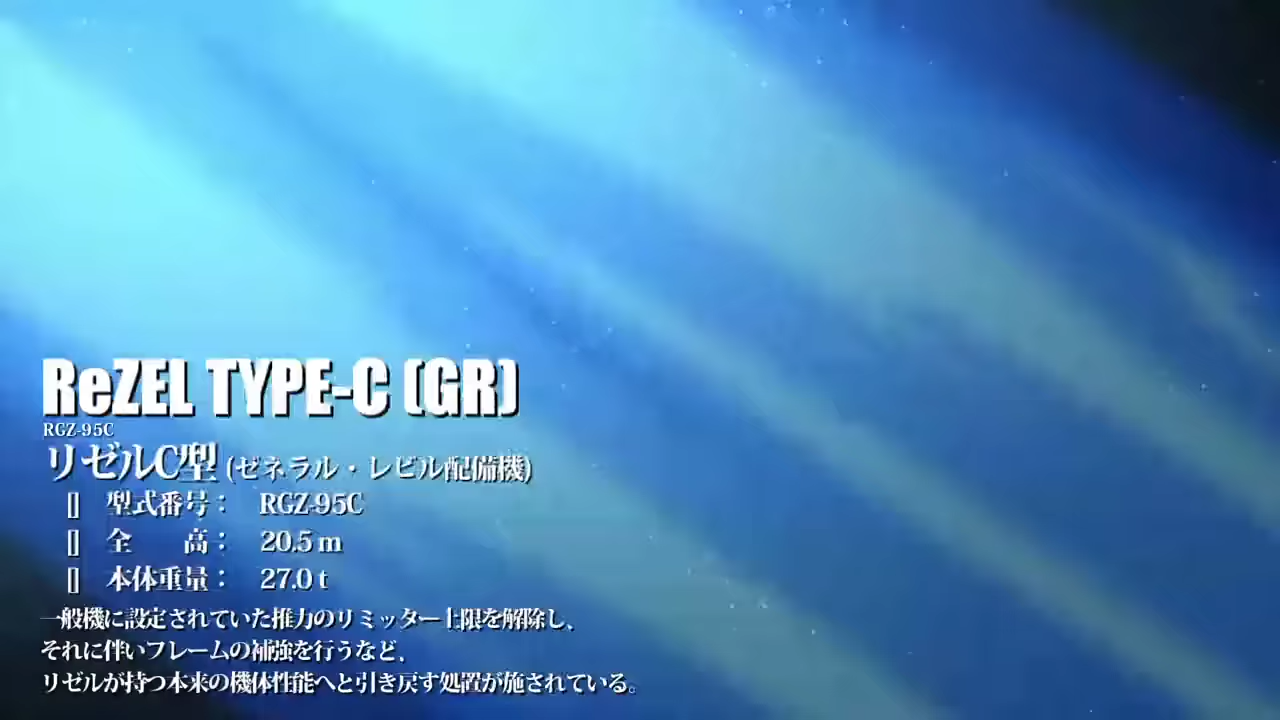 ReZEL TYPE-C (GR)
RGZ-95C
リゼルC型 (ゼネラル・レビル配備機)
[] 型式番号： RGZ-95C
[] 全　　高： 20.5 m
[] 本体重量： 27.0 t
一般機に設定されていた推力のリミッター上限を解除し、
それに伴いフレームの補強を行うなど、
リゼルが持つ本来の機体性能へと引き戻す処置が施されている。